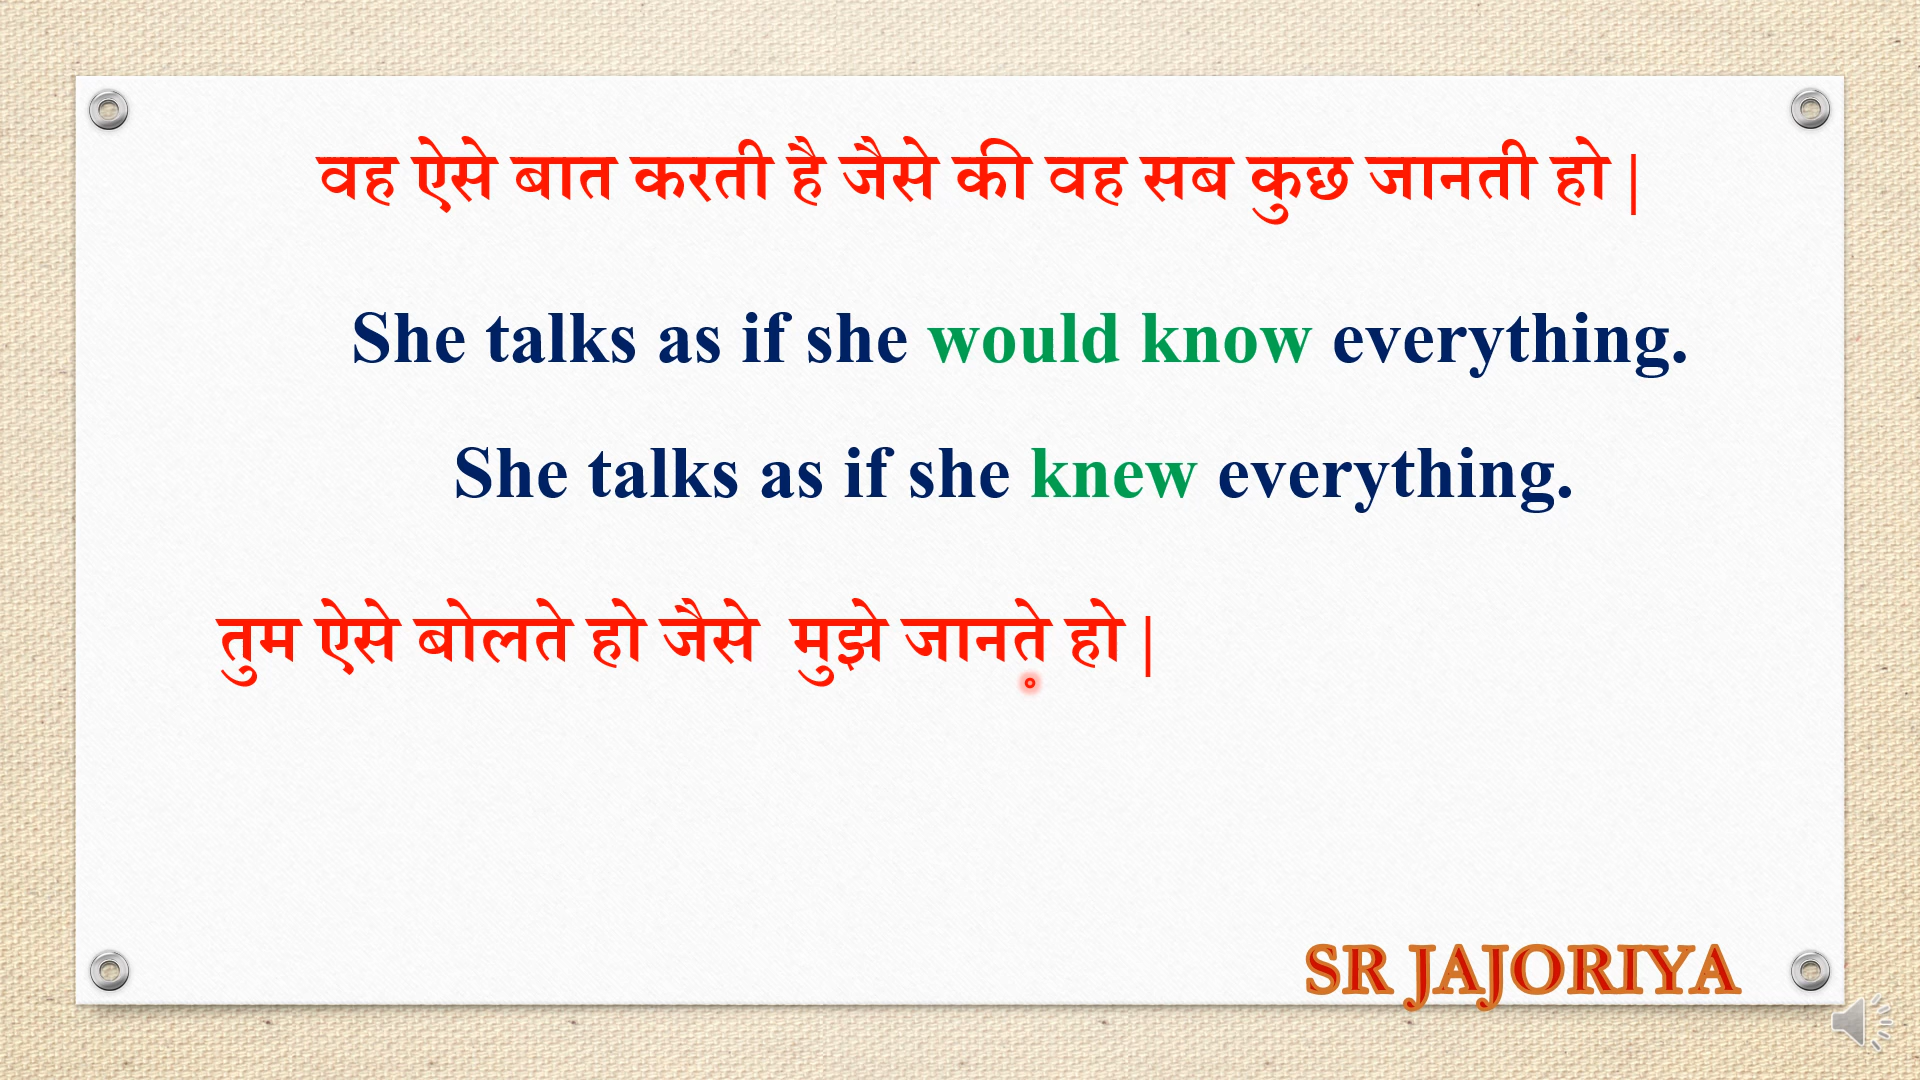 वह ऐसे बात करती है जैसे की वह सब कुछ जानती हो |
She talks as if she would know everything.
She talks as if she knew everything.
तुम ऐसे बोलते हो जैसे मुझे जानते हो |
SR JAJORIYA